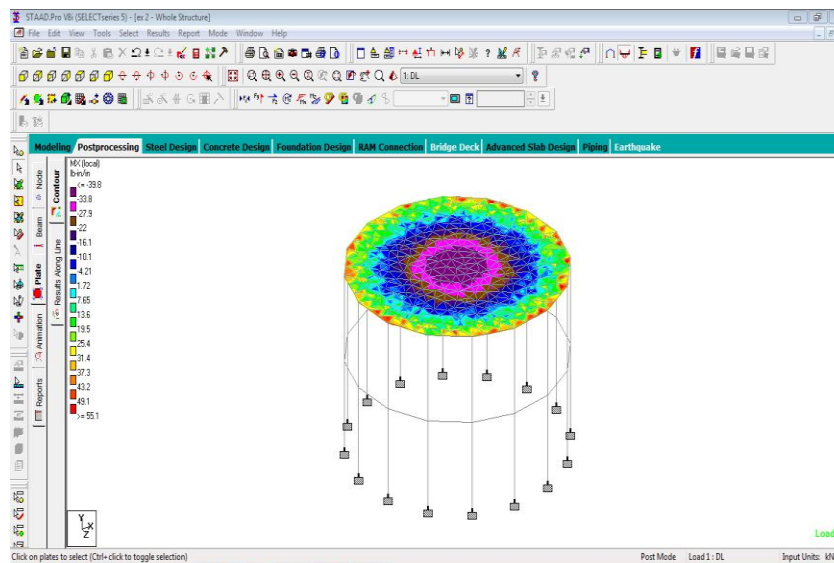 STAAD.Pro V8i (SELECTseries 5) - [ex 2 - Whole Structure]
File Edit View Tools Select Results Report Mode Window Help
1: DL
Modeling Postprocessing Steel Design Concrete Design Foundation Design RAM Connection Bridge Deck Advanced Slab Design Piping Earthquake
Node
Beam
Plate
Animation
Reports
Contour
Results Along Line
MX (local)
lb-in/in
<= -39.8
-33.8
-27.9
-22
-16.1
-10.1
-4.21
1.72
7.65
13.6
19.5
25.4
31.4
37.3
43.2
49.1
>= 55.1
Y
X
Z
Load
Click on plates to select (Ctrl+click to toggle selection)
Post Mode Load 1 : DL Input Units: kN